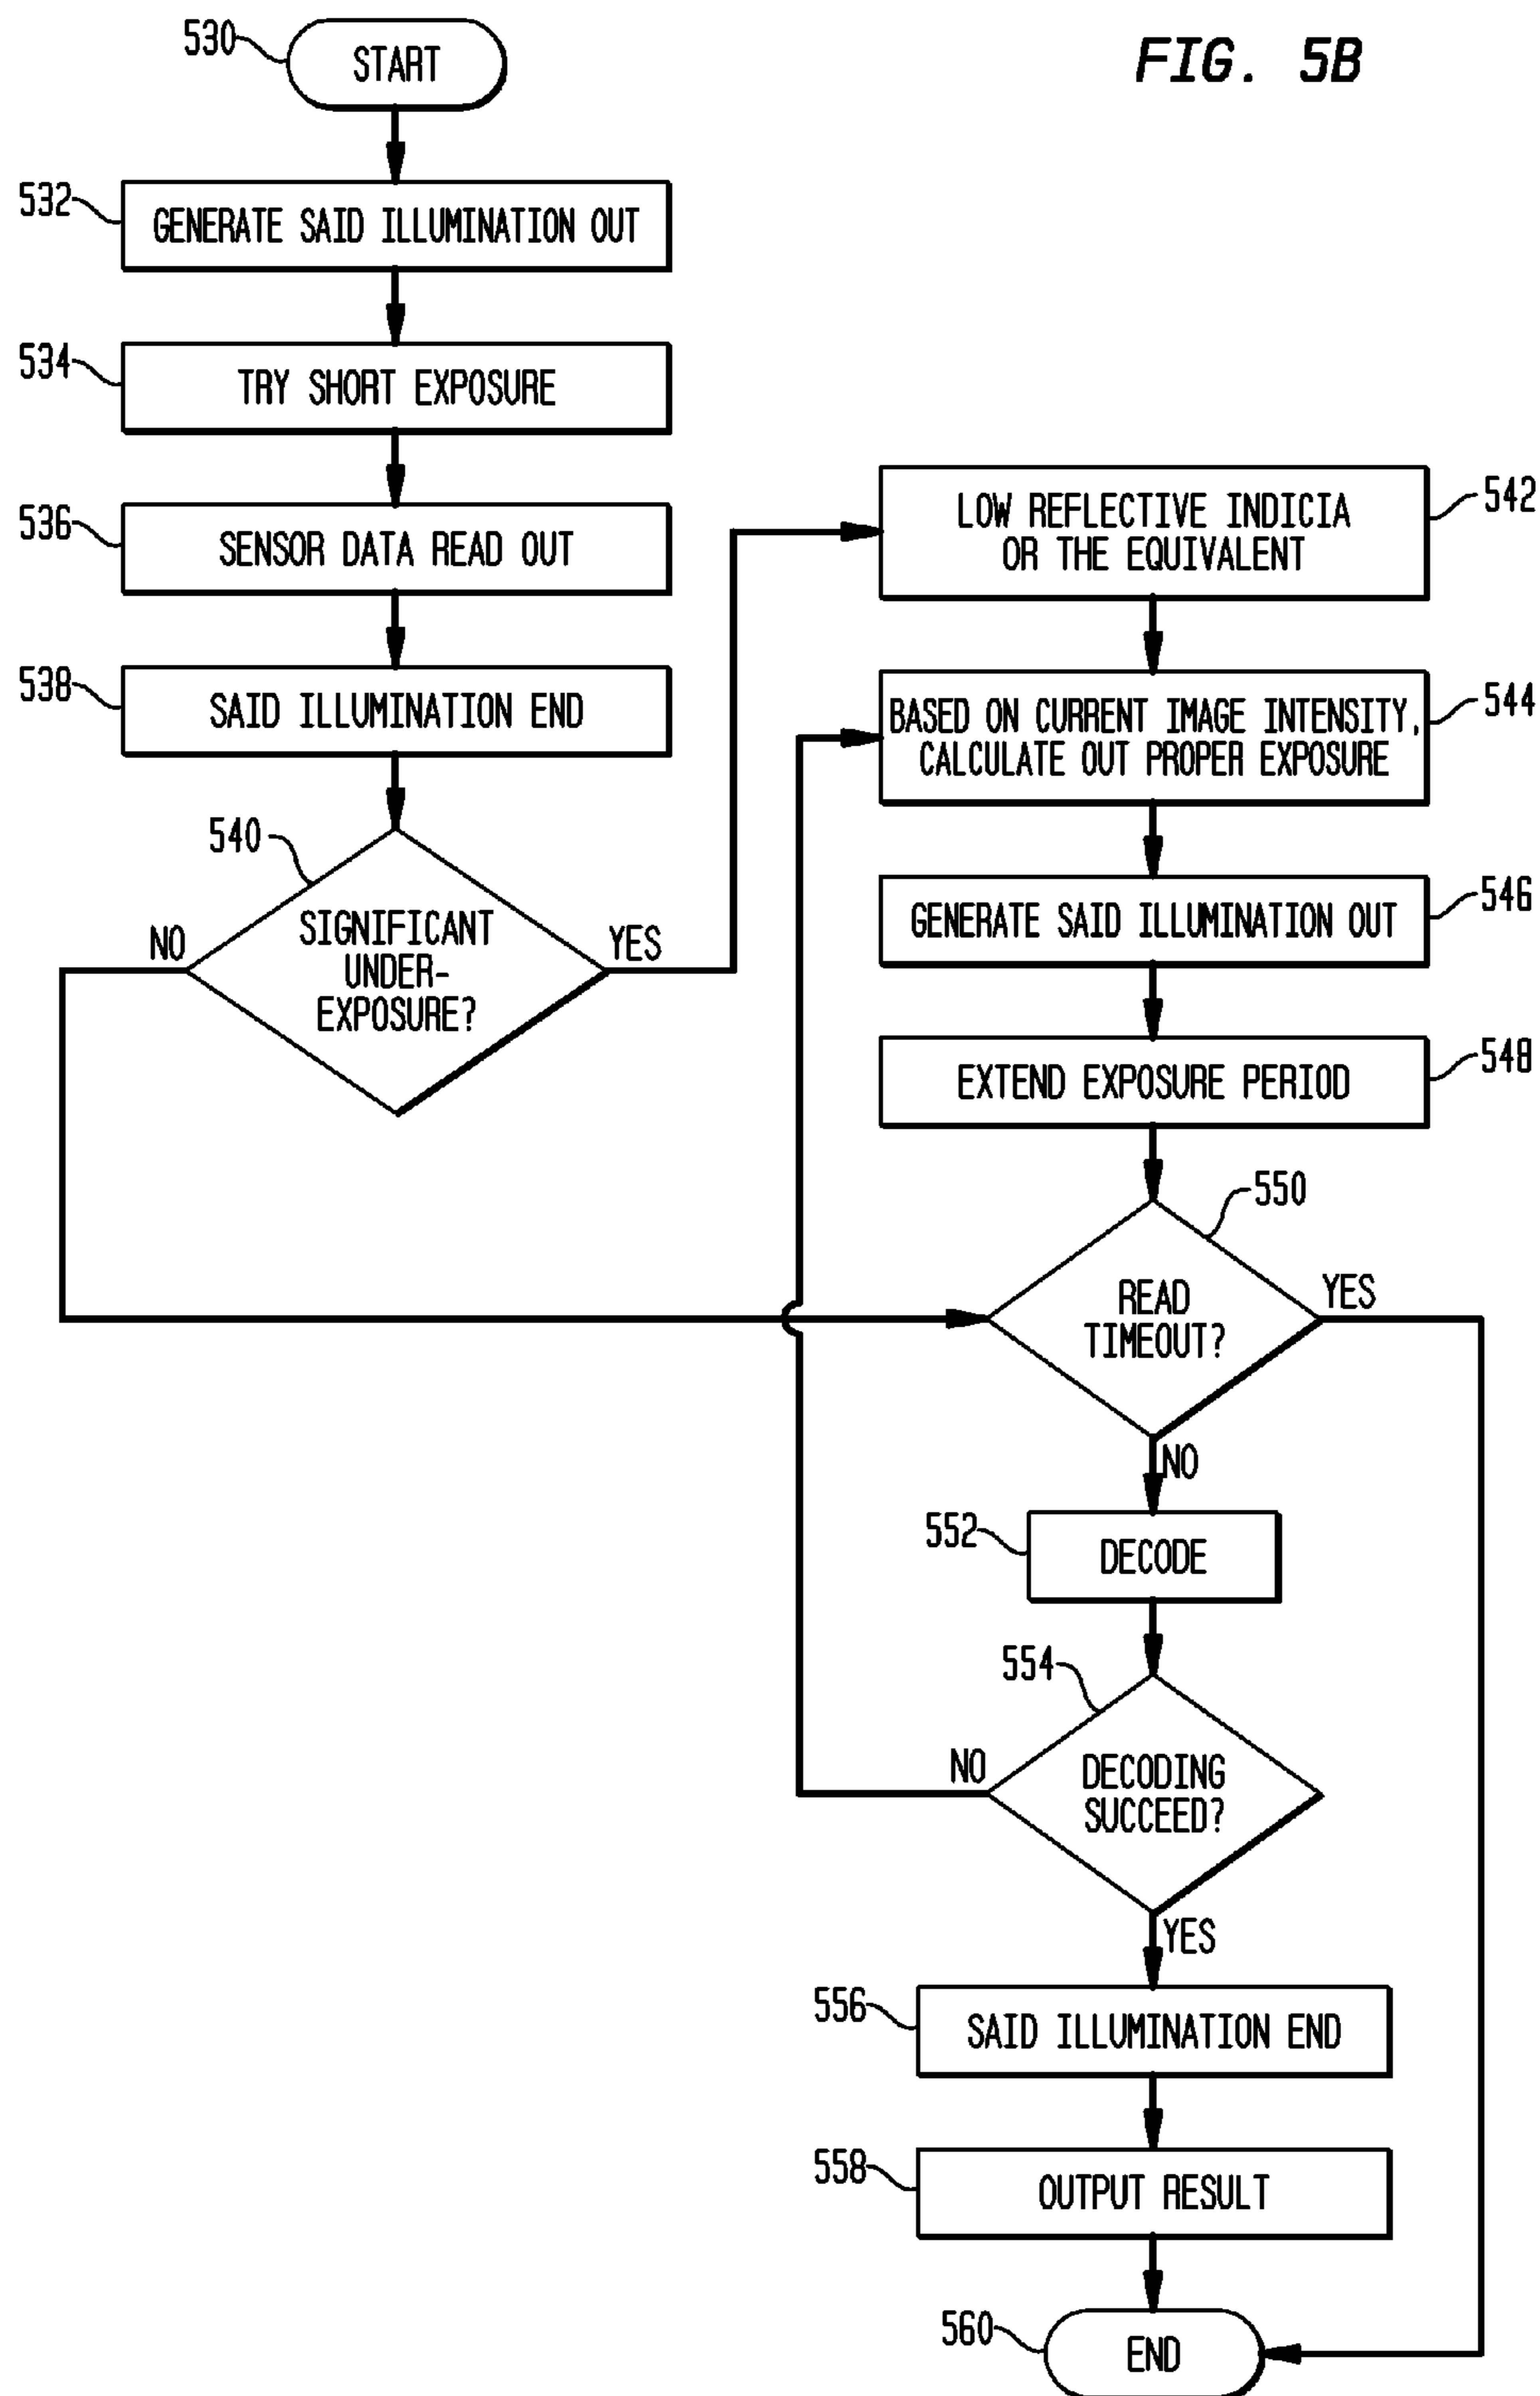 FIG. 5B
530
START
532
GENERATE SAID ILLUMINATION OUT
534
TRY SHORT EXPOSURE
536
SENSOR DATA READ OUT
538
SAID ILLUMINATION END
540
SIGNIFICANT
UNDER-
EXPOSURE?
NO
YES
542
LOW REFLECTIVE INDICIA
OR THE EQUIVALENT
544
BASED ON CURRENT IMAGE INTENSITY,
CALCULATE OUT PROPER EXPOSURE
546
GENERATE SAID ILLUMINATION OUT
548
EXTEND EXPOSURE PERIOD
550
READ
TIMEOUT?
YES
NO
552
DECODE
554
DECODING
SUCCEED?
NO
YES
556
SAID ILLUMINATION END
558
OUTPUT RESULT
560
END